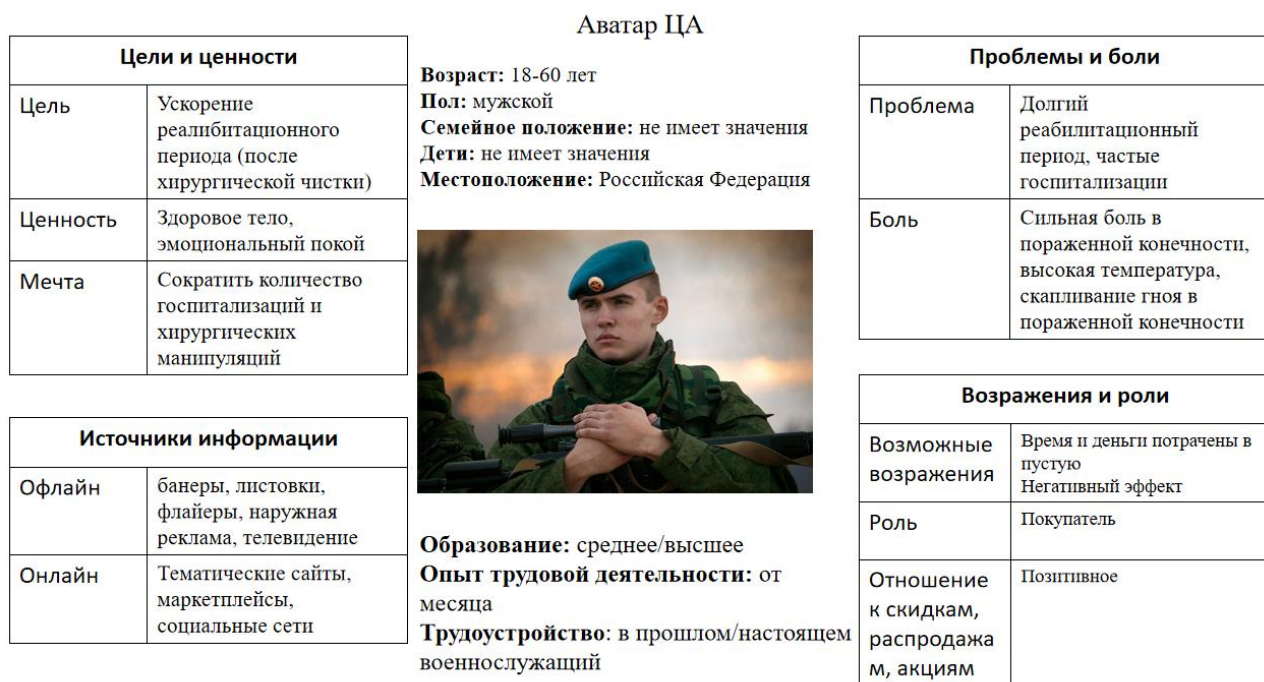 Аватар ЦА
Цели и ценности
Цель
Ускорение
реалибитационного
периода (после
хирургической чистки)
Ценность
Здоровое тело,
эмоциональный покой
Мечта
Сократить количество
госпитализаций и
хирургических
манипуляций
Источники информации
Офлайн
банеры, листовки,
флайеры, наружная
реклама, телевидение
Онлайн
Тематические сайты,
маркетплейсы,
социальные сети
Возраст: 18-60 лет
Пол: мужской
Семейное положение: не имеет значения
Дети: не имеет значения
Местоположение: Российская Федерация
Образование: среднее/высшее
Опыт трудовой деятельности: от
месяца
Трудоустройство: в прошлом/настоящем
военнослужащий
Проблемы и боли
Проблема
Долгий
реабилитационный
период, частые
госпитализации
Боль
Сильная боль в
пораженной конечности,
высокая температура,
скапливание гноя в
пораженной конечности
Возражения и роли
Возможные
возражения
Время и деньги потрачены в
пустую
Негативный эффект
Роль
Покупатель
Отношение
к скидкам,
распродажа
м, акциям
Позитивное